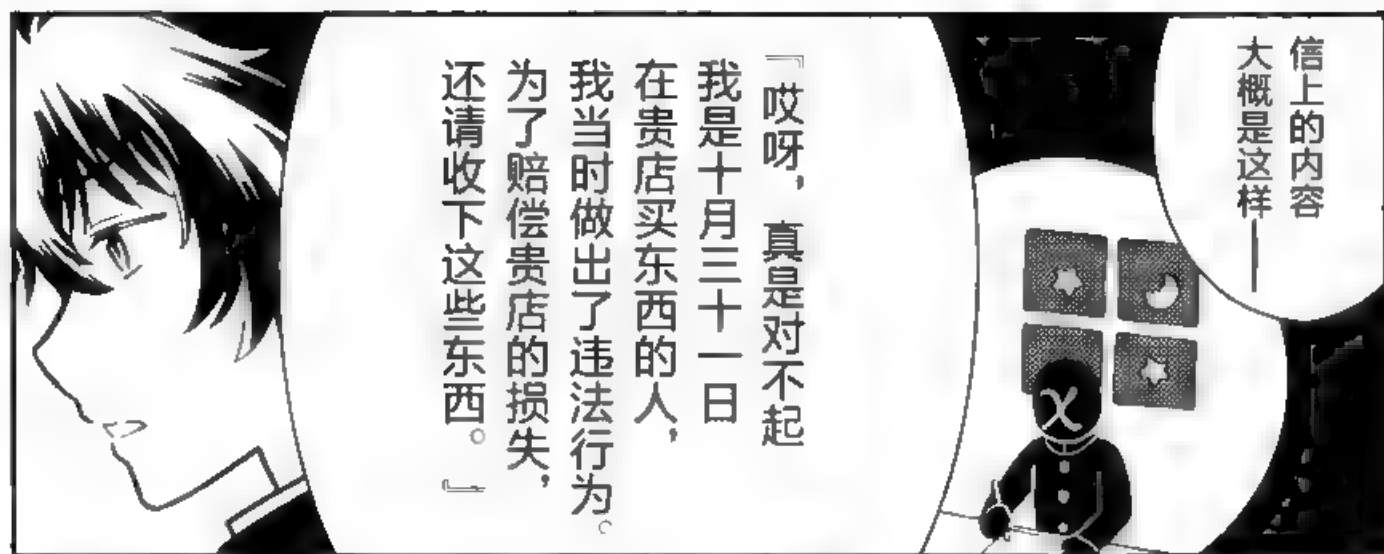 信上的内容
大概是这样——
『哎呀，真是对不起
我是十月三十一日
在贵店买东西的人，
我当时做出了违法行为。
为了赔偿贵店的损失，
还请收下这些东西。』
χ